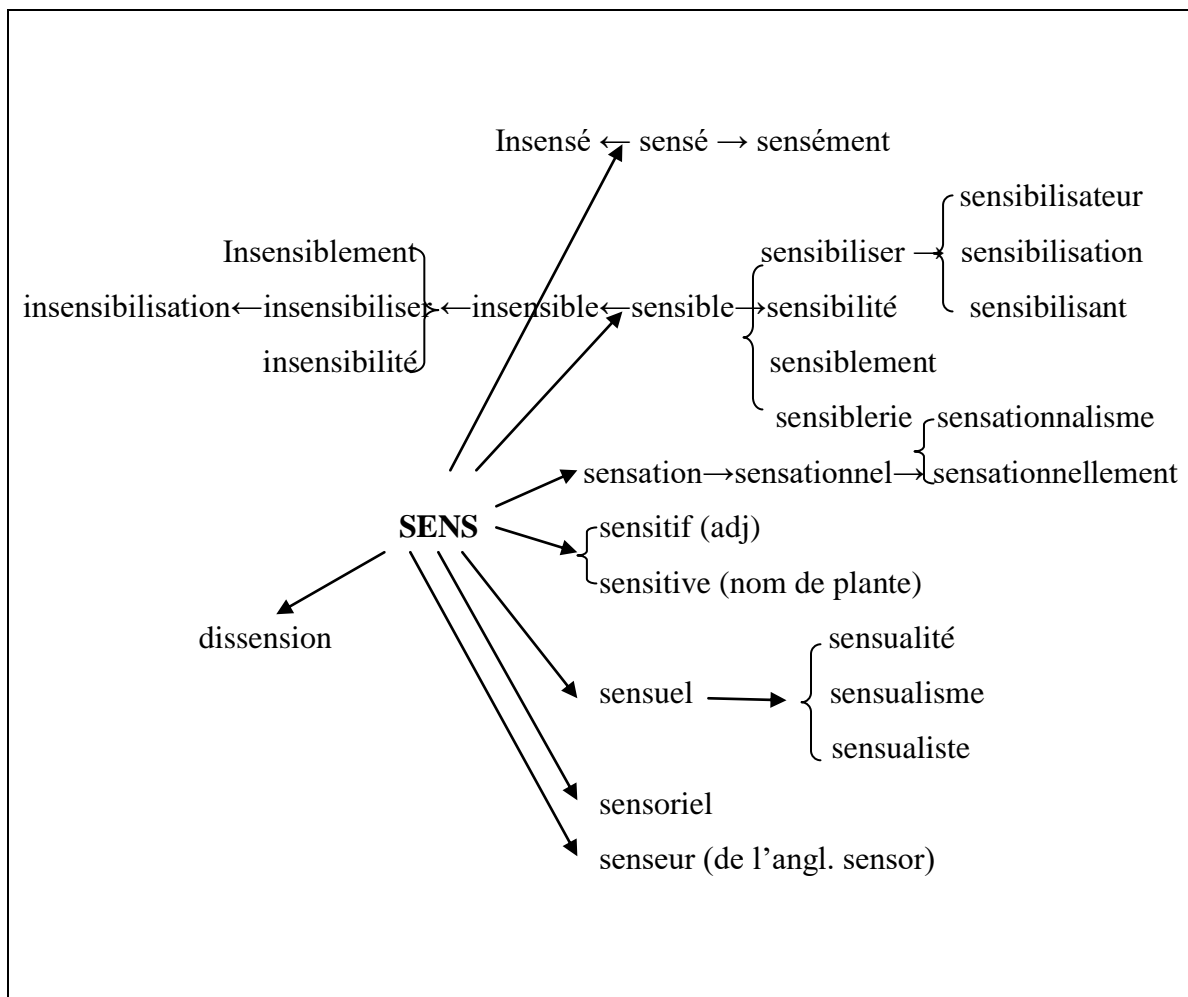 Insensé ← sensé → sensément
sensibilisateur
Insensiblement sensibiliser → sensibilisation
insensibilisation ← insensibiliser ← insensible ← sensible → sensibilité sensibilisant
insensibilité sensiblement
sensiblerie sensationnalisme
sensation → sensationnel → sensationnellement
SENS sensitif (adj)
sensitive (nom de plante)
dissension sensualité
sensuel sensualisme
sensualiste
sensoriel
senseur (de l’angl. sensor)